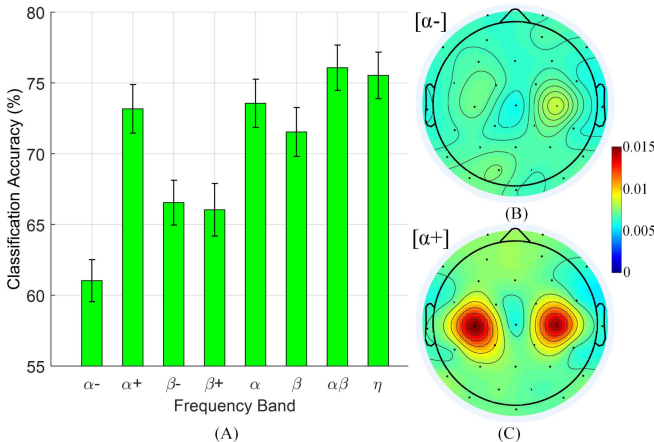 80
75
70
65
60
55
Classification Accuracy (%)
α- α+ β- β+ α β αβ η
Frequency Band
(A)
[α-]
(B)
[α+]
(C)
0.015
0.01
0.005
0